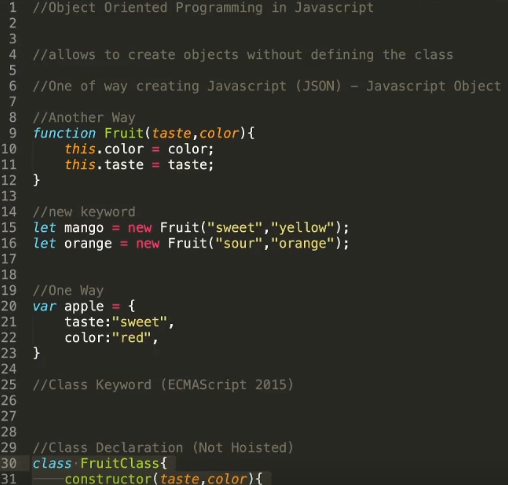 1 //Object Oriented Programming in Javascript
2
3
4 //allows to create objects without defining the class
5
6 //One of way creating Javascript (JSON) - Javascript Object
7
8 //Another Way
9 function Fruit(taste,color){
10 this.color = color;
11 this.taste = taste;
12 }
13
14 //new keyword
15 let mango = new Fruit("sweet","yellow");
16 let orange = new Fruit("sour","orange");
17
18
19 //One Way
20 var apple = {
21 taste:"sweet",
22 color:"red",
23 }
24
25 //Class Keyword (ECMAScript 2015)
26
27
28
29 //Class Declaration (Not Hoisted)
30 class FruitClass{
31 constructor(taste,color){